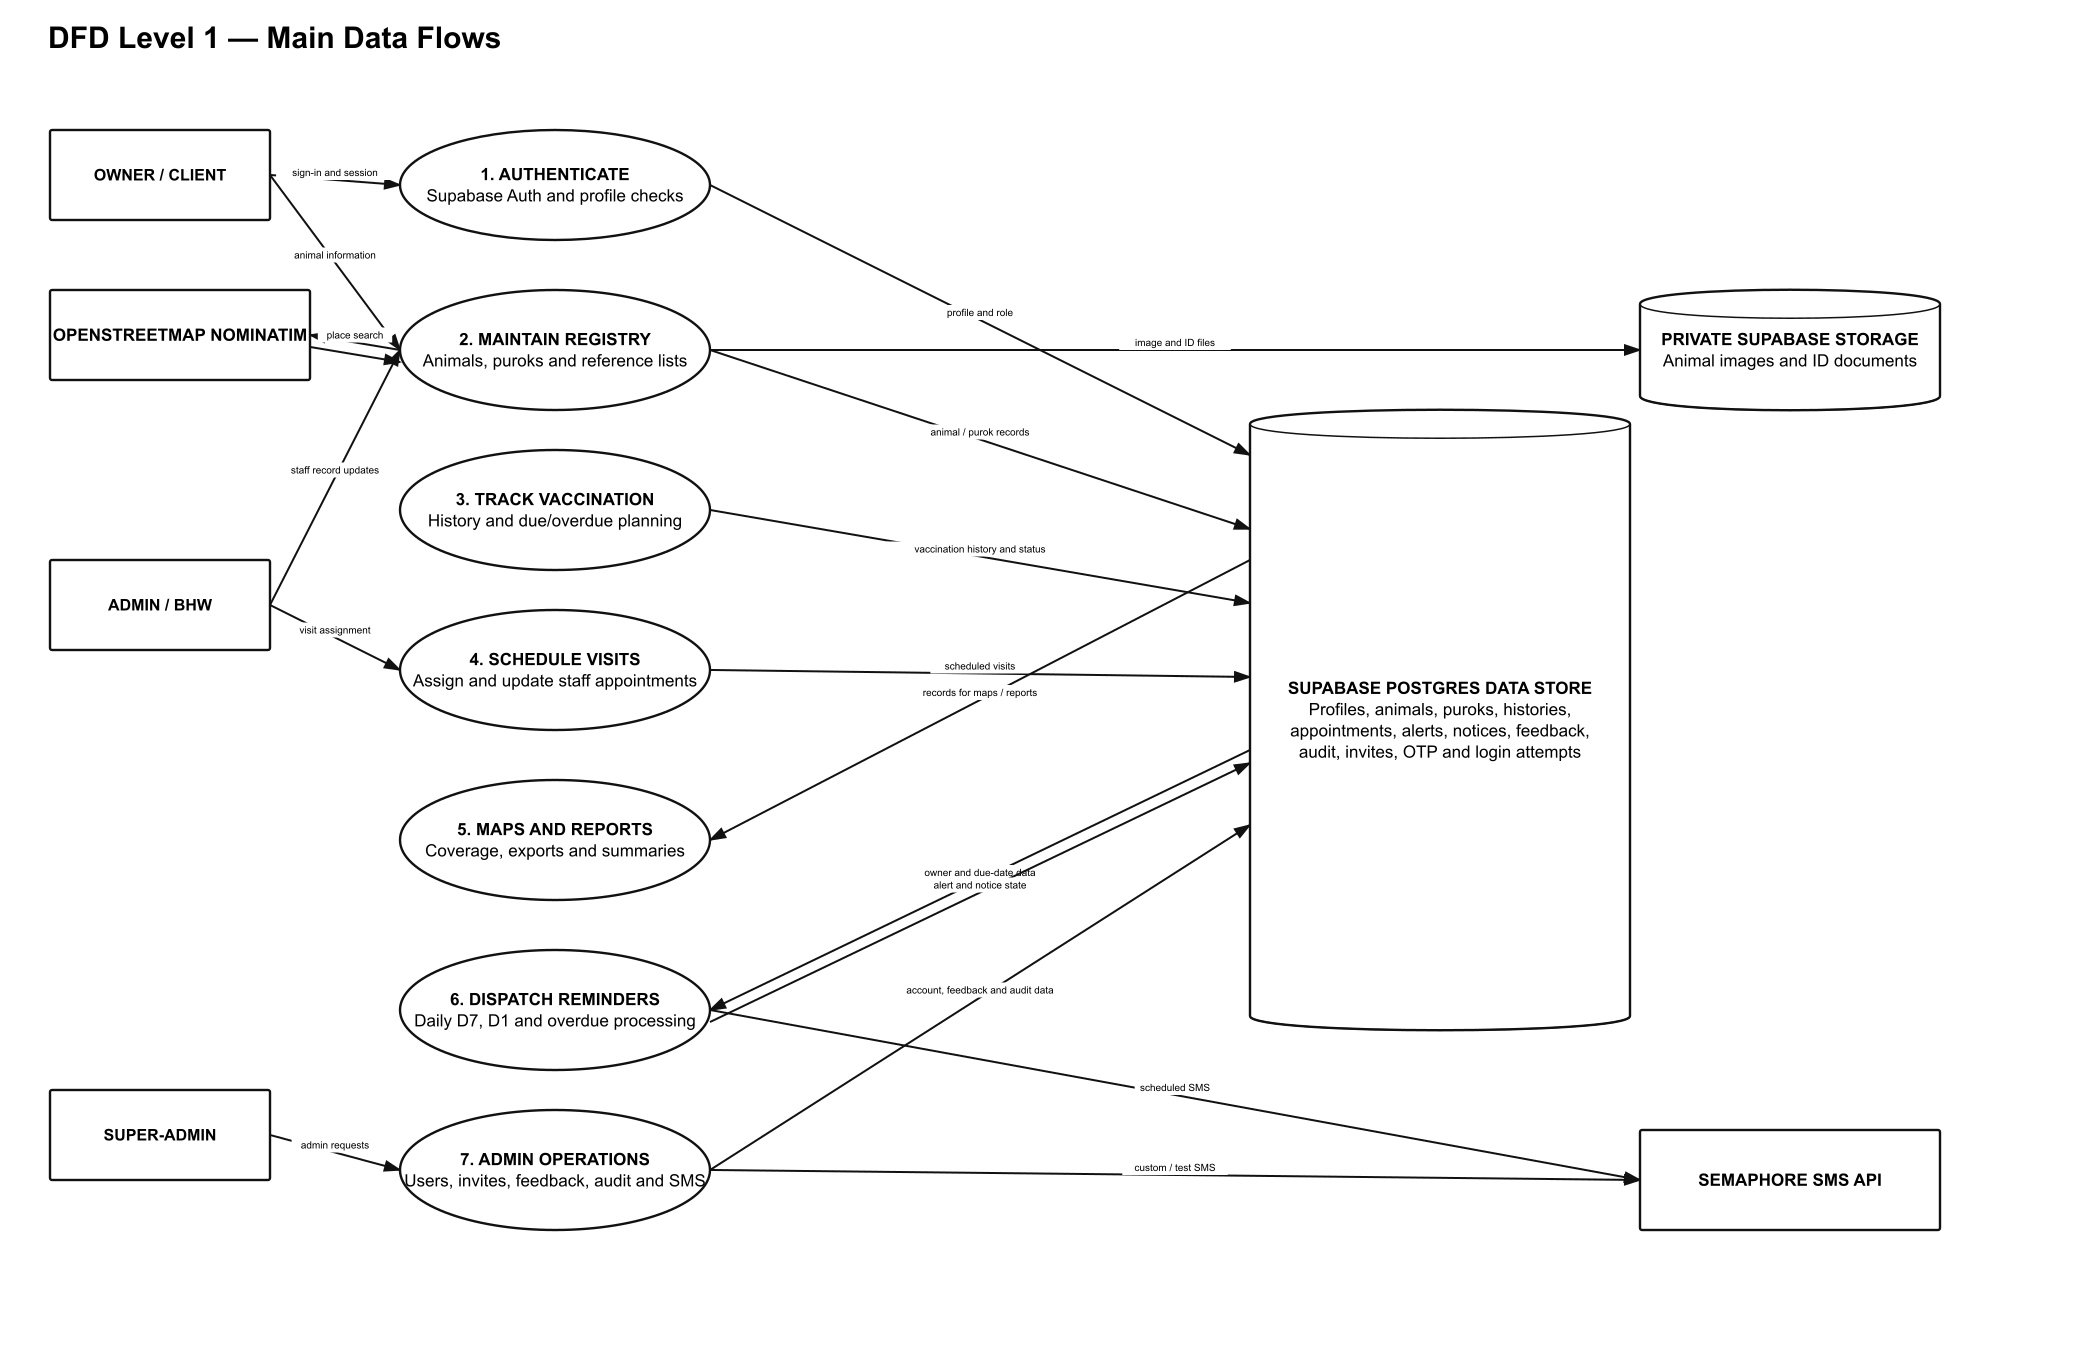 DFD Level 1 — Main Data Flows
OWNER / CLIENT
sign-in and session
1. AUTHENTICATE
Supabase Auth and profile checks
animal information
profile and role
OPENSTREETMAP NOMINATIM
place search
2. MAINTAIN REGISTRY
Animals, puroks and reference lists
image and ID files
PRIVATE SUPABASE STORAGE
Animal images and ID documents
animal / purok records
staff record updates
3. TRACK VACCINATION
History and due/overdue planning
vaccination history and status
ADMIN / BHW
visit assignment
4. SCHEDULE VISITS
Assign and update staff appointments
scheduled visits
records for maps / reports
SUPABASE POSTGRES DATA STORE
Profiles, animals, puroks, histories,
appointments, alerts, notices, feedback,
audit, invites, OTP and login attempts
5. MAPS AND REPORTS
Coverage, exports and summaries
owner and due-date data
alert and notice state
6. DISPATCH REMINDERS
Daily D7, D1 and overdue processing
account, feedback and audit data
scheduled SMS
SUPER-ADMIN
admin requests
7. ADMIN OPERATIONS
Users, invites, feedback, audit and SMS
custom / test SMS
SEMAPHORE SMS API